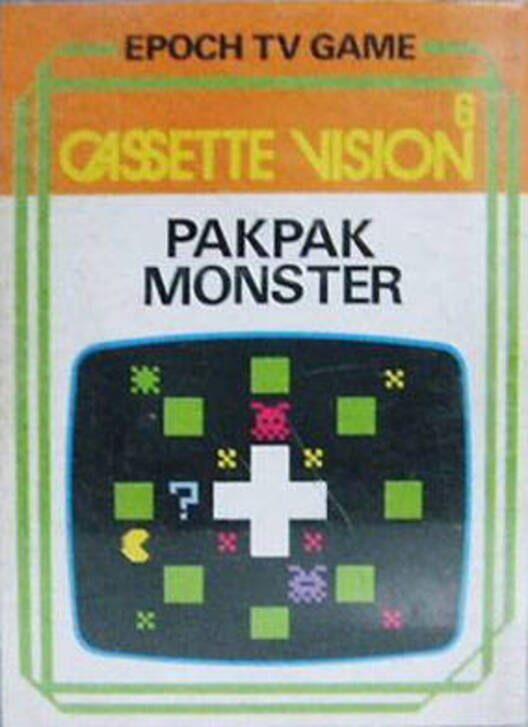 EPOCH TV GAME
6
CASSETTE VISION
PAKPAK
MONSTER
?